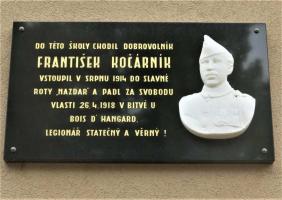 DO TÉTO ŠKOLY CHODIL DOBROVOLNÍK
FRANTIŠEK KOČÁRNÍK
VSTOUPIL V SRPNU 1914 DO SLAVNÉ
ROTY „NAZDAR" A PADL ZA SVOBODU
VLASTI 26.4.1918 V BITVĚ U
BOIS D' HANGARD.
LEGIONÁŘ STATEČNÝ A VĚRNÝ !